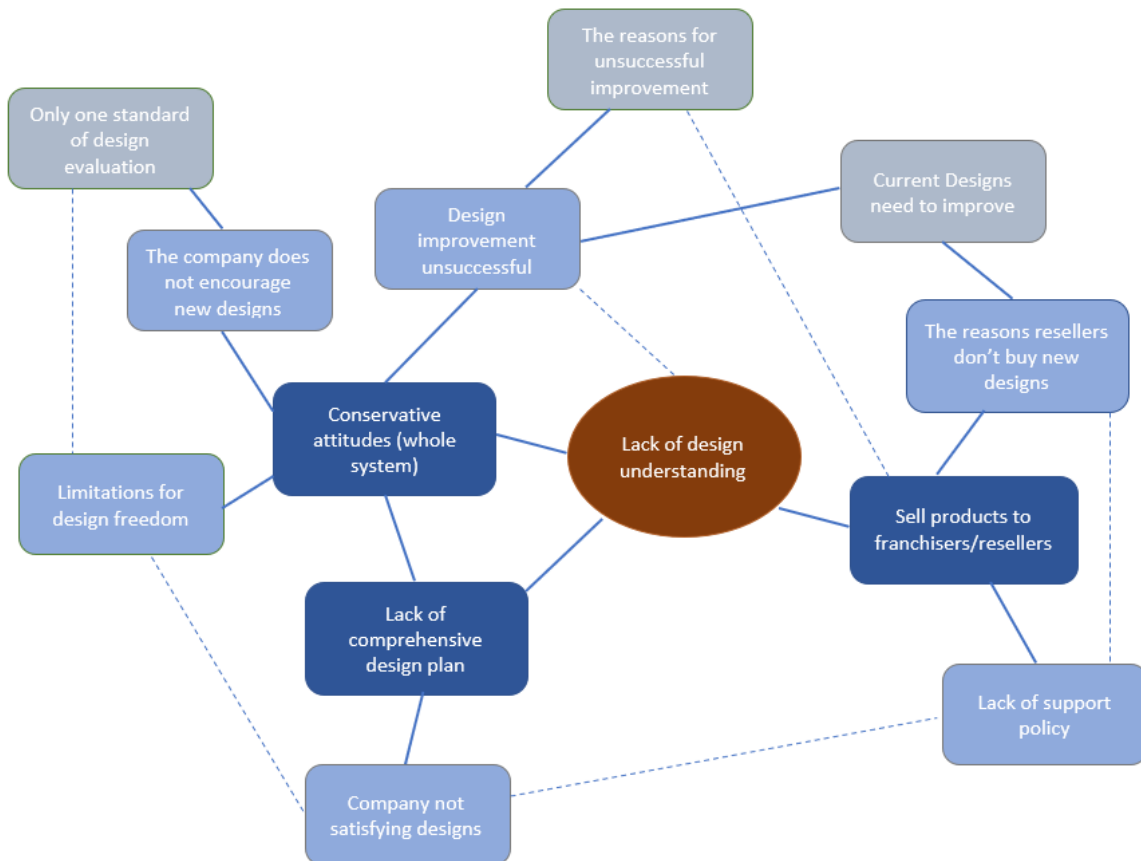 The reasons for
unsuccessful
improvement
Only one standard
of design
evaluation
Current Designs
need to improve
Design
improvement
unsuccessful
The company does
not encourage
new designs
The reasons resellers
don't buy new
designs
Conservative
attitudes (whole
system)
Lack of design
understanding
Limitations for
design freedom
Sell products to
franchisers/resellers
Lack of
comprehensive
design plan
Lack of support
policy
Company not
satisfying designs